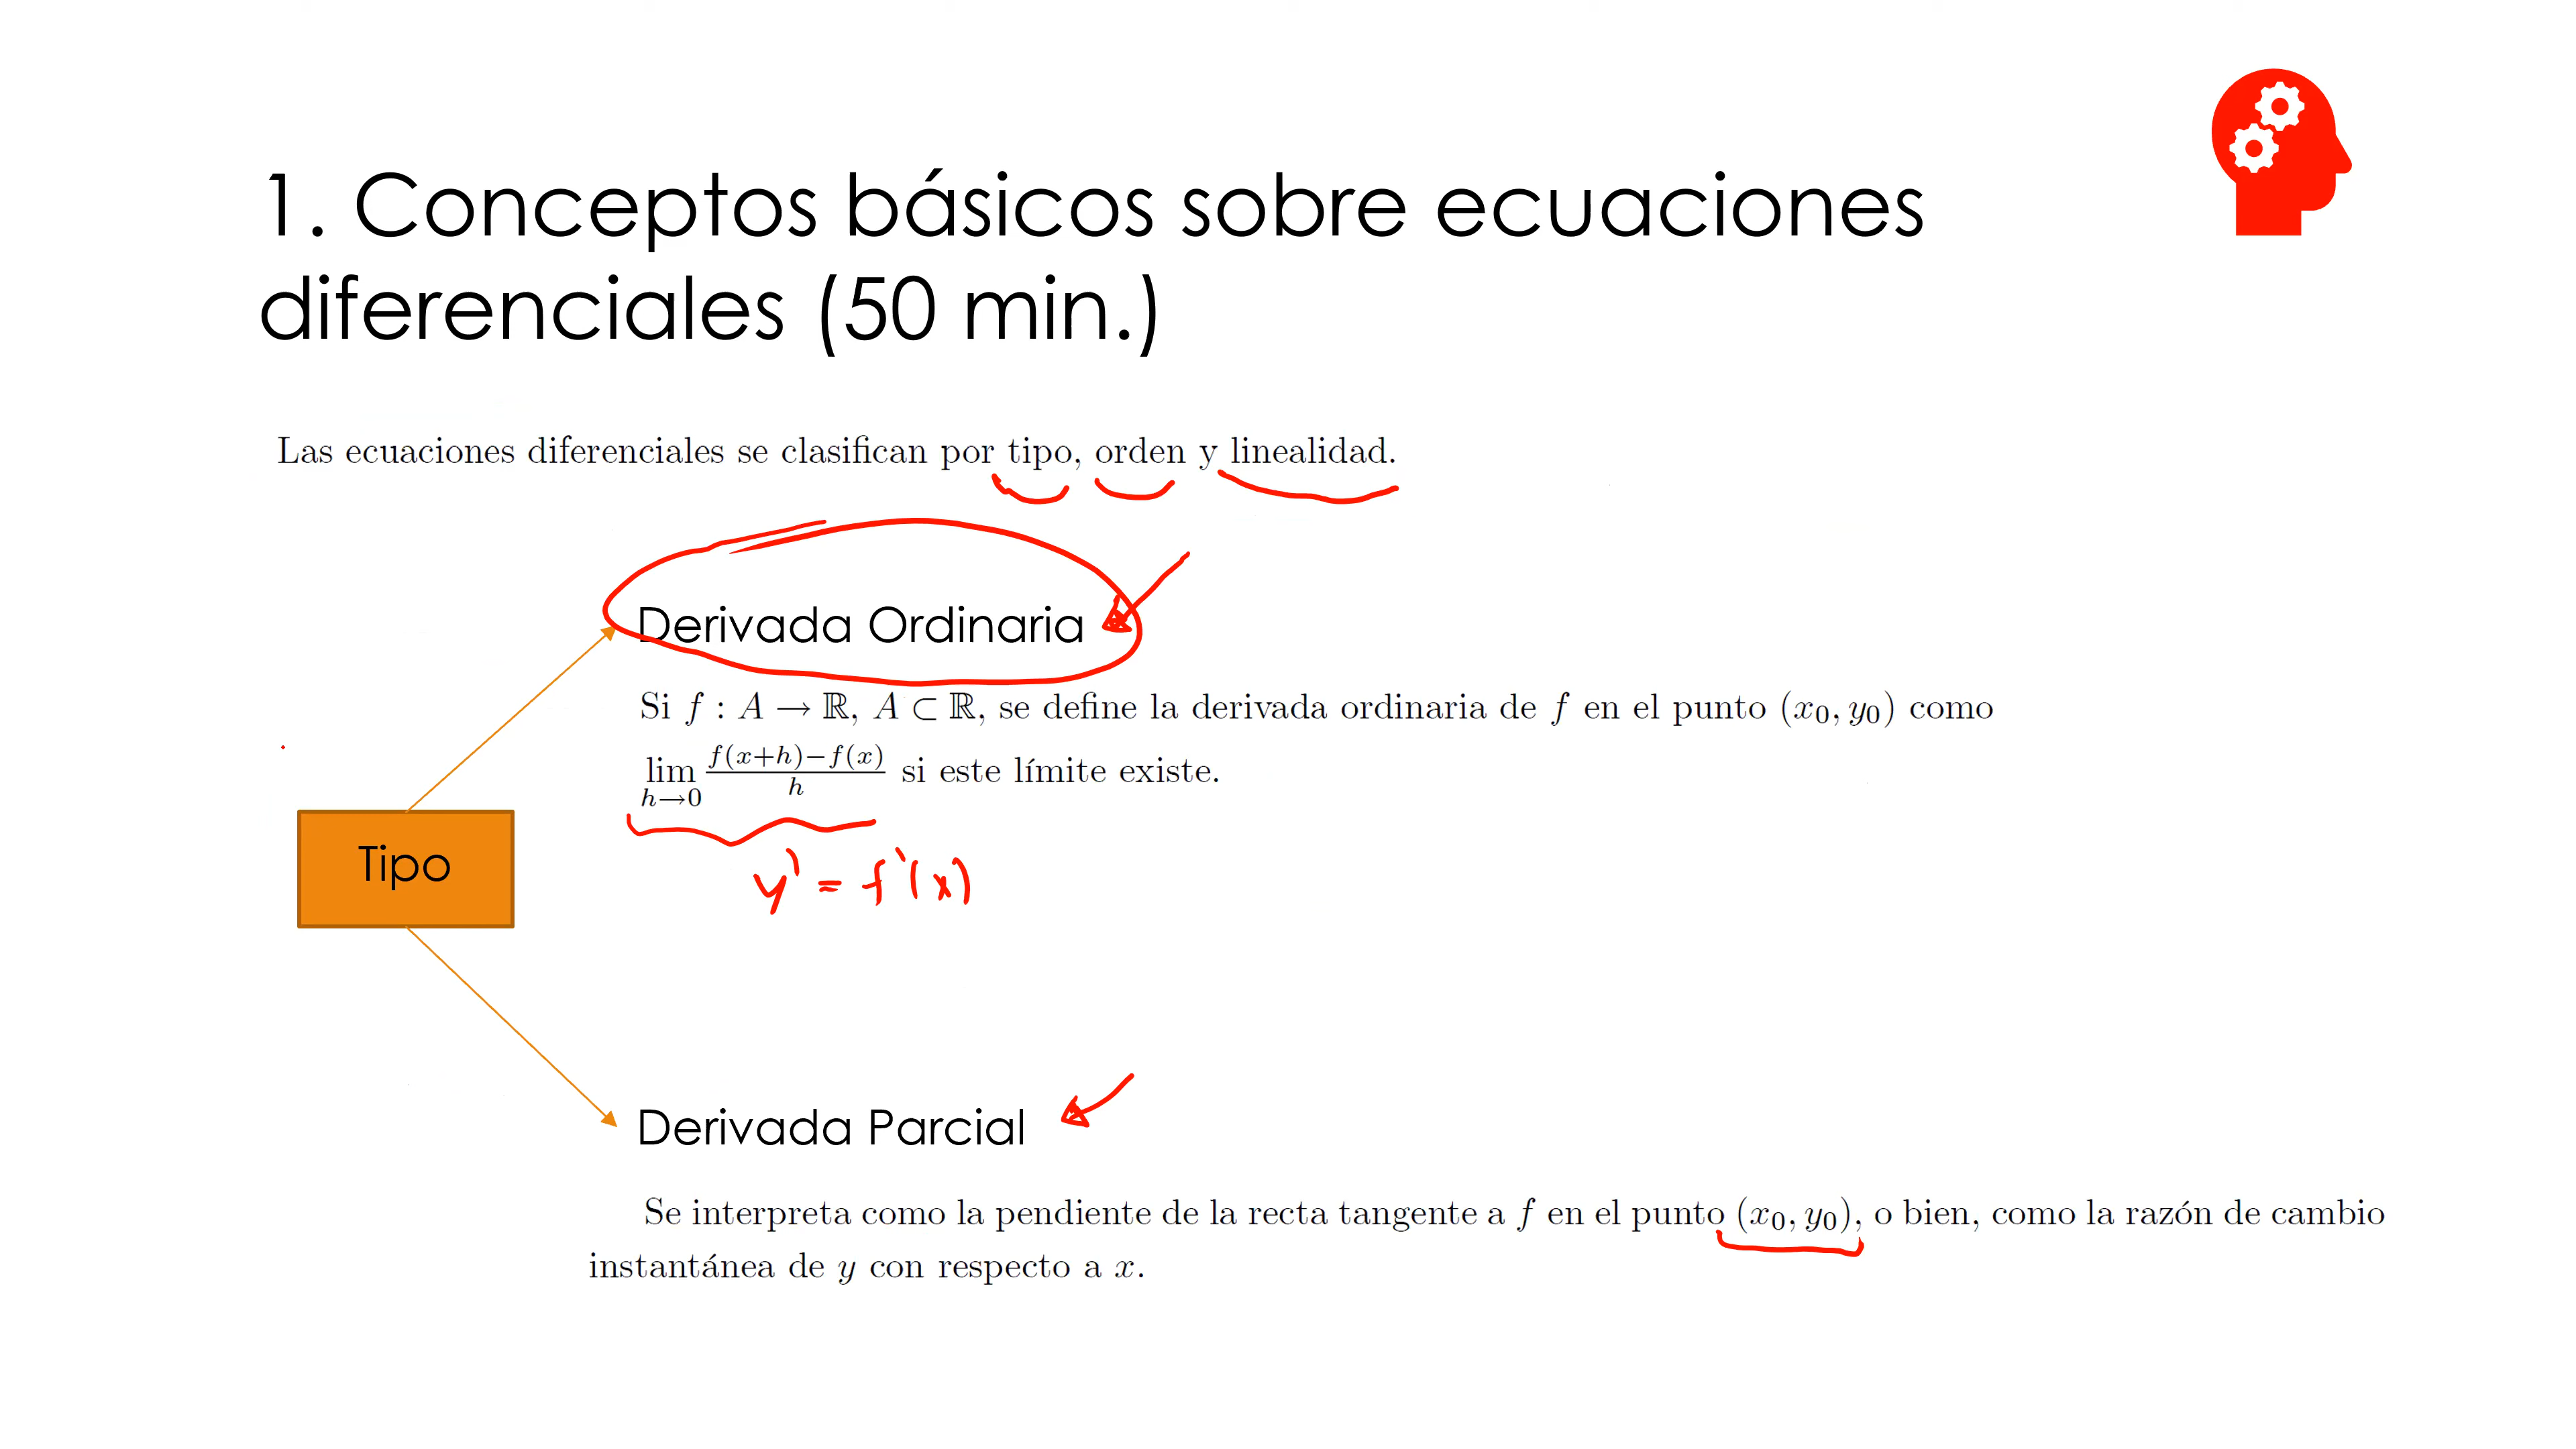 1. Conceptos básicos sobre ecuaciones
diferenciales (50 min.)
Las ecuaciones diferenciales se clasifican por tipo, orden y linealidad.
Derivada Ordinaria
Si f : A → ℝ, A ⊂ ℝ, se define la derivada ordinaria de f en el punto (x₀, y₀) como
lim h→0 f(x+h)−f(x) / h si este límite existe.
y' = f'(x)
Tipo
Derivada Parcial
Se interpreta como la pendiente de la recta tangente a f en el punto (x₀, y₀), o bien, como la razón de cambio
instantánea de y con respecto a x.